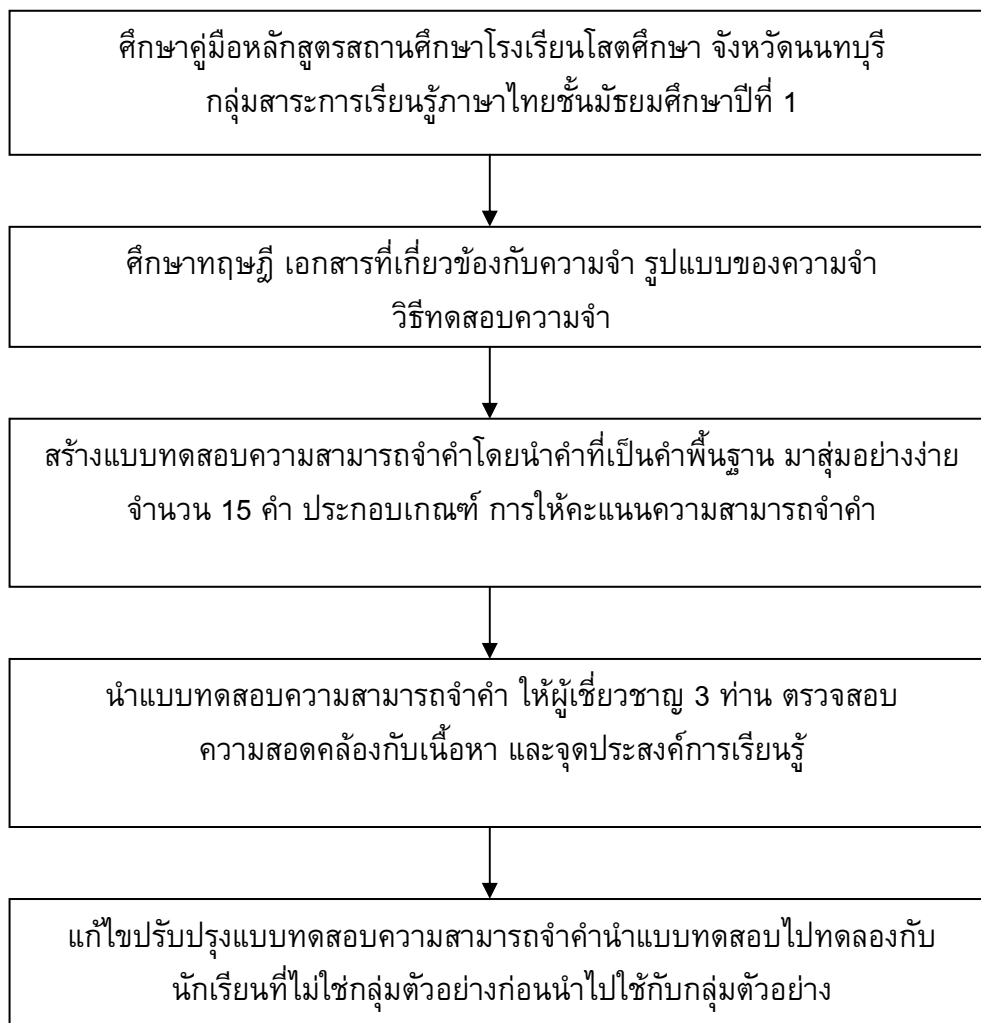 ศึกษาคู่มือหลักสูตรสถานศึกษาโรงเรียนโสตศึกษา จังหวัดนนทบุรี
กลุ่มสาระการเรียนรู้ภาษาไทยชั้นมัธยมศึกษาปีที่ 1
ศึกษาทฤษฎี เอกสารที่เกี่ยวข้องกับความจำ รูปแบบของความจำ
วิธีทดสอบความจำ
สร้างแบบทดสอบความสามารถจำคำโดยนำคำที่เป็นคำพื้นฐาน มาสุ่มอย่างง่าย
จำนวน 15 คำ ประกอบเกณฑ์ การให้คะแนนความสามารถจำคำ
นำแบบทดสอบความสามารถจำคำ ให้ผู้เชี่ยวชาญ 3 ท่าน ตรวจสอบ
ความสอดคล้องกับเนื้อหา และจุดประสงค์การเรียนรู้
แก้ไขปรับปรุงแบบทดสอบความสามารถจำคำนำแบบทดสอบไปทดลองกับ
นักเรียนที่ไม่ใช่กลุ่มตัวอย่างก่อนนำไปใช้กับกลุ่มตัวอย่าง